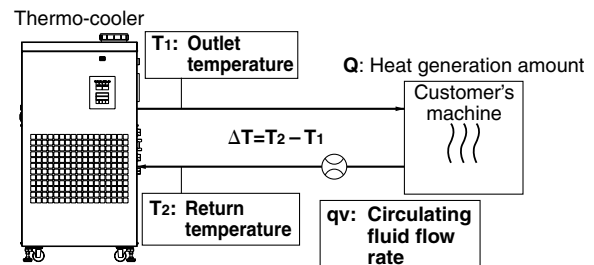 Thermo-cooler
T1: Outlet
temperature
Q: Heat generation amount
Customer's
machine
ΔT=T2 – T1
T2: Return
temperature
qv: Circulating
fluid flow
rate